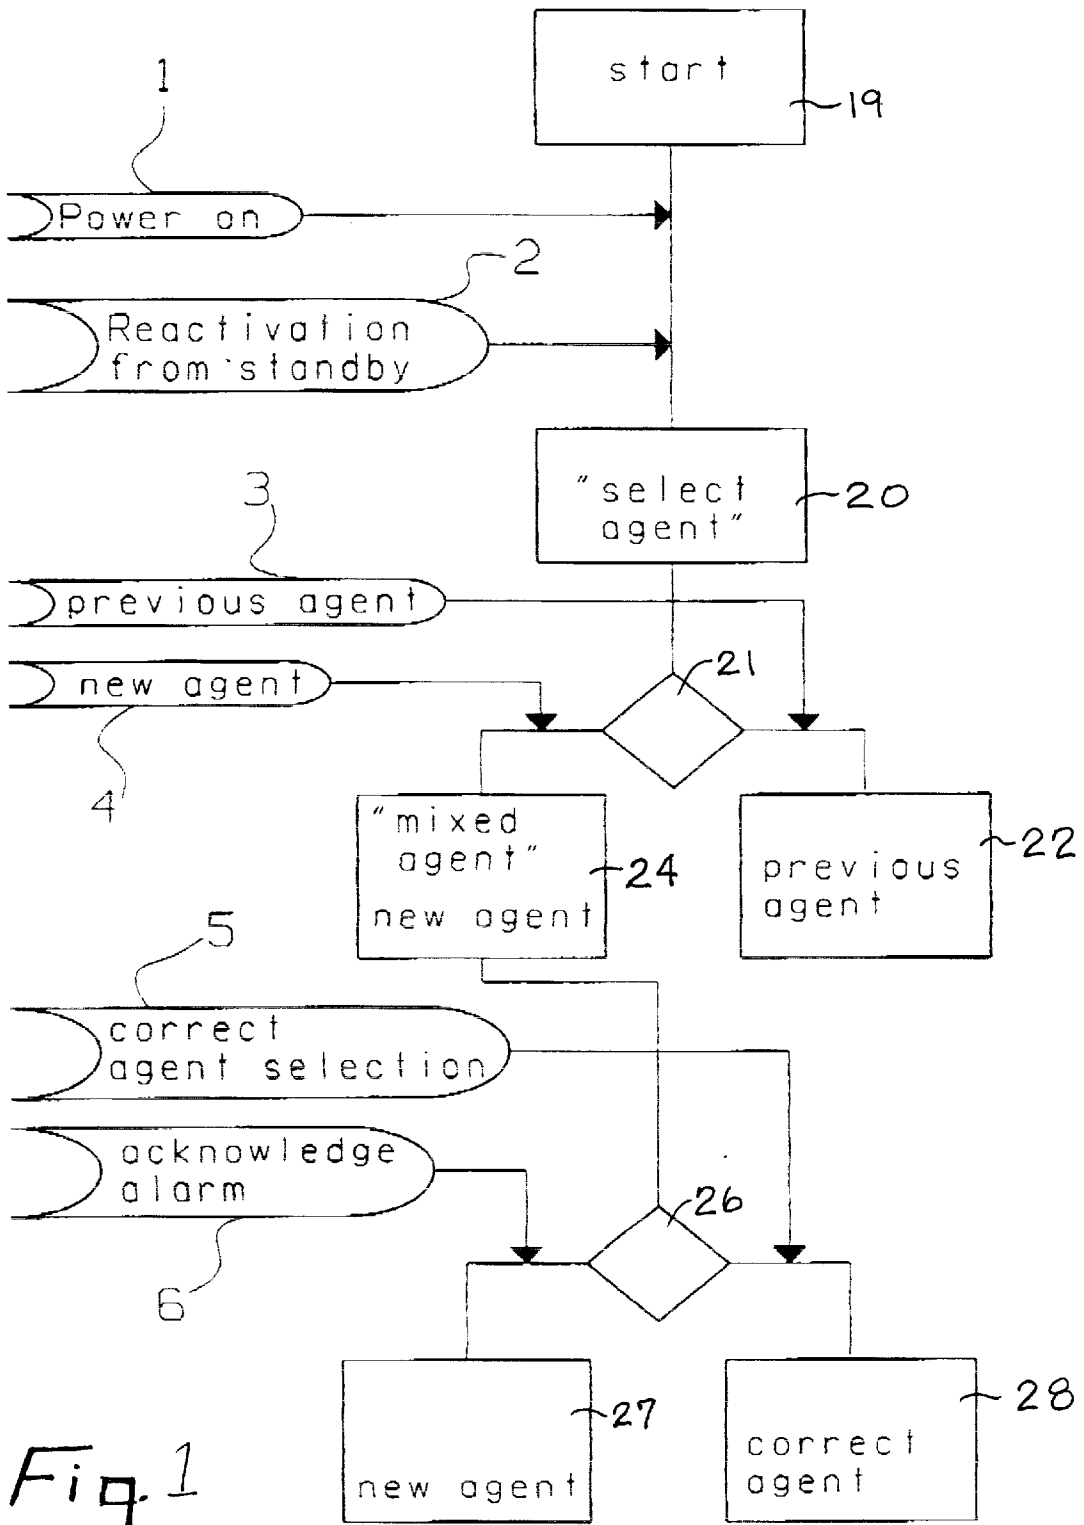 start
19
1
Power on
2
Reactivation
from standby
"select
agent"
20
3
previous agent
new agent
4
21
"mixed
agent"
new agent
24
previous
agent
22
5
correct
agent selection
acknowledge
alarm
6
26
new agent
27
correct
agent
28
Fig. 1